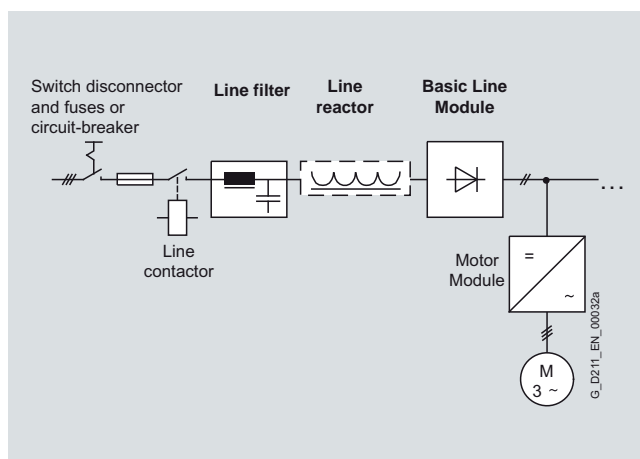 Switch disconnector
and fuses or
circuit-breaker
Line filter
Line
reactor
Basic Line
Module
Line
contactor
...
Motor
Module
=
~
M
3 ~
G_D211_EN_00032a